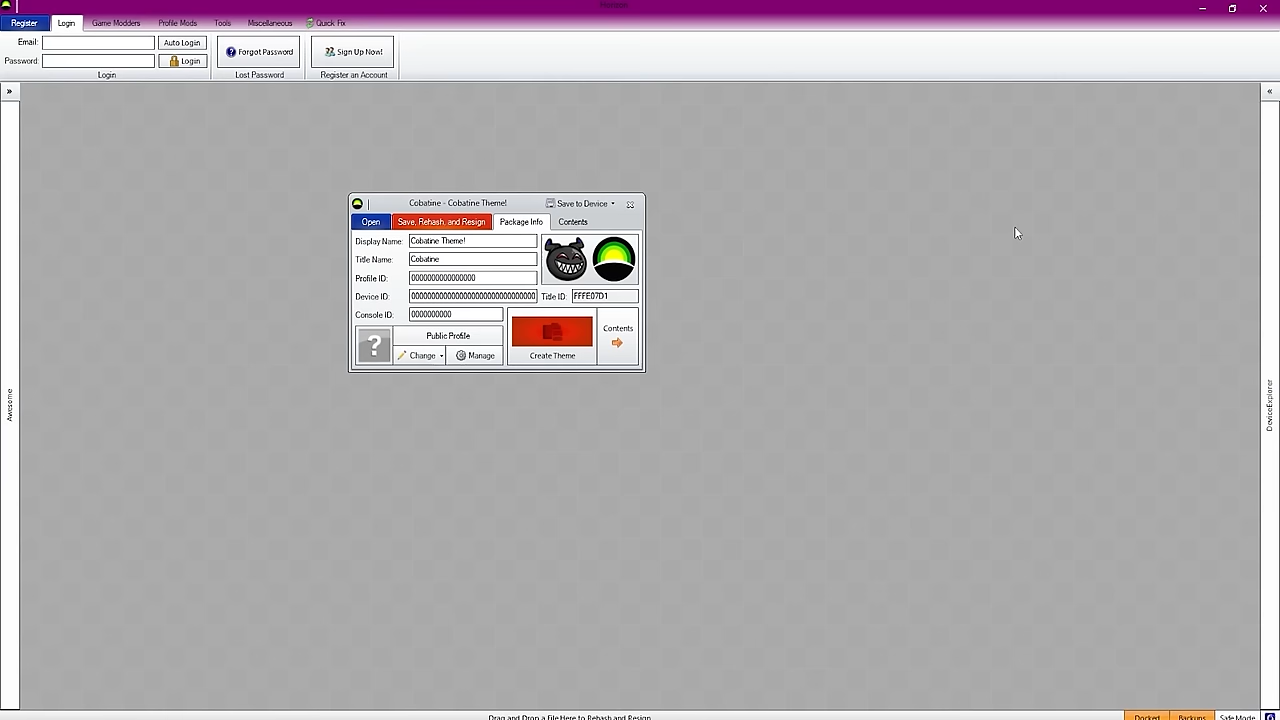 Horizon
Register Login Game Modders Profile Mods Tools Miscellaneous Quick Fix
Email: Auto Login Forgot Password Sign Up Now!
Password: Login
Login Lost Password Register an Account
» «
Cobatine - Cobatine Theme! Save to Device
Open Save, Rehash, and Resign Package Info Contents
Display Name: Cobatine Theme!
Title Name: Cobatine
Profile ID: 0000000000000000
Device ID: Title ID: FFFE07D1
Console ID: 0000000000
Public Profile Contents
Change Manage Create Theme
Awesome
DeviceExplorer
Drag and Drop a File Here to Rehash and Resign Docked Backups Safe Mode